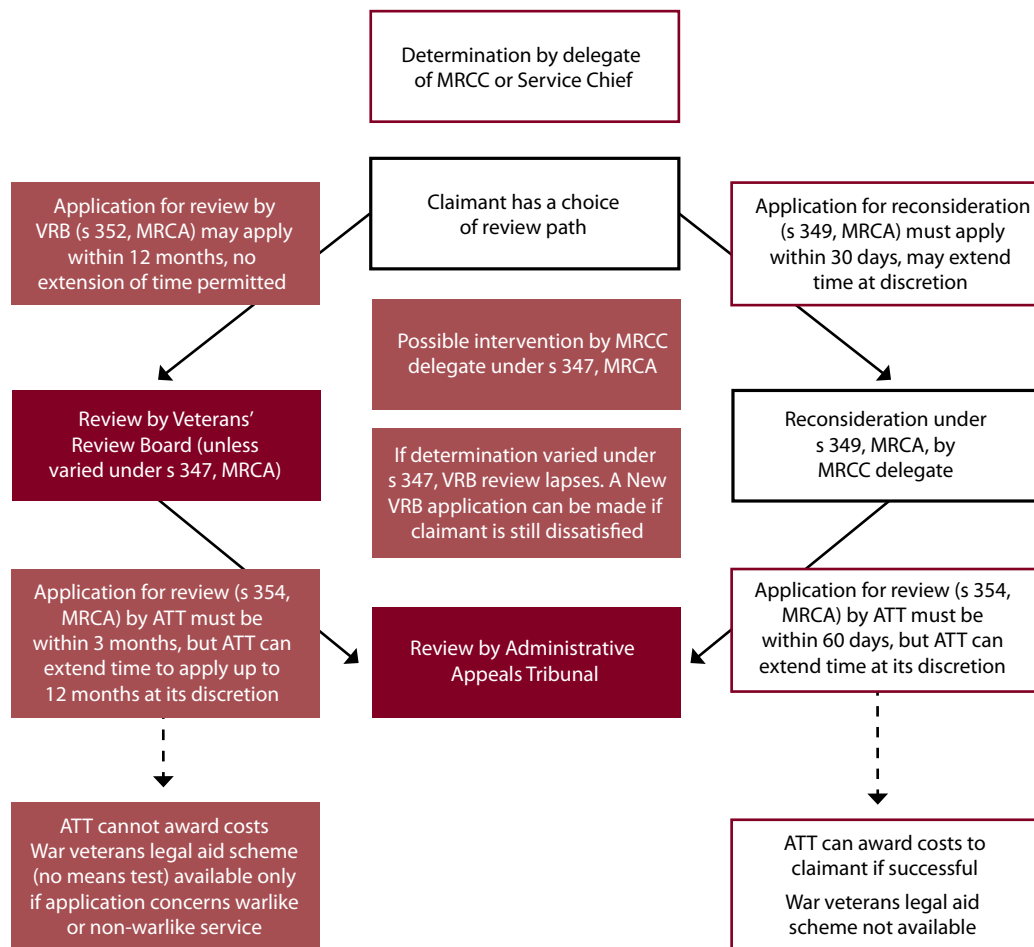 Determination by delegate
of MRCC or Service Chief
Claimant has a choice
of review path
Application for review by
VRB (s 352, MRCA) may apply
within 12 months, no
extension of time permitted
Application for reconsideration
(s 349, MRCA) must apply
within 30 days, may extend
time at discretion
Possible intervention by MRCC
delegate under s 347, MRCA
Review by Veterans’
Review Board (unless
varied under s 347, MRCA)
If determination varied under
s 347, VRB review lapses. A New
VRB application can be made if
claimant is still dissatisfied
Reconsideration under
s 349, MRCA, by
MRCC delegate
Application for review (s 354,
MRCA) by ATT must be
within 3 months, but ATT can
extend time to apply up to
12 months at its discretion
Review by Administrative
Appeals Tribunal
Application for review (s 354,
MRCA) by ATT must be
within 60 days, but ATT can
extend time at its discretion
ATT cannot award costs
War veterans legal aid scheme
(no means test) available only
if application concerns warlike
or non-warlike service
ATT can award costs to
claimant if successful
War veterans legal aid
scheme not available